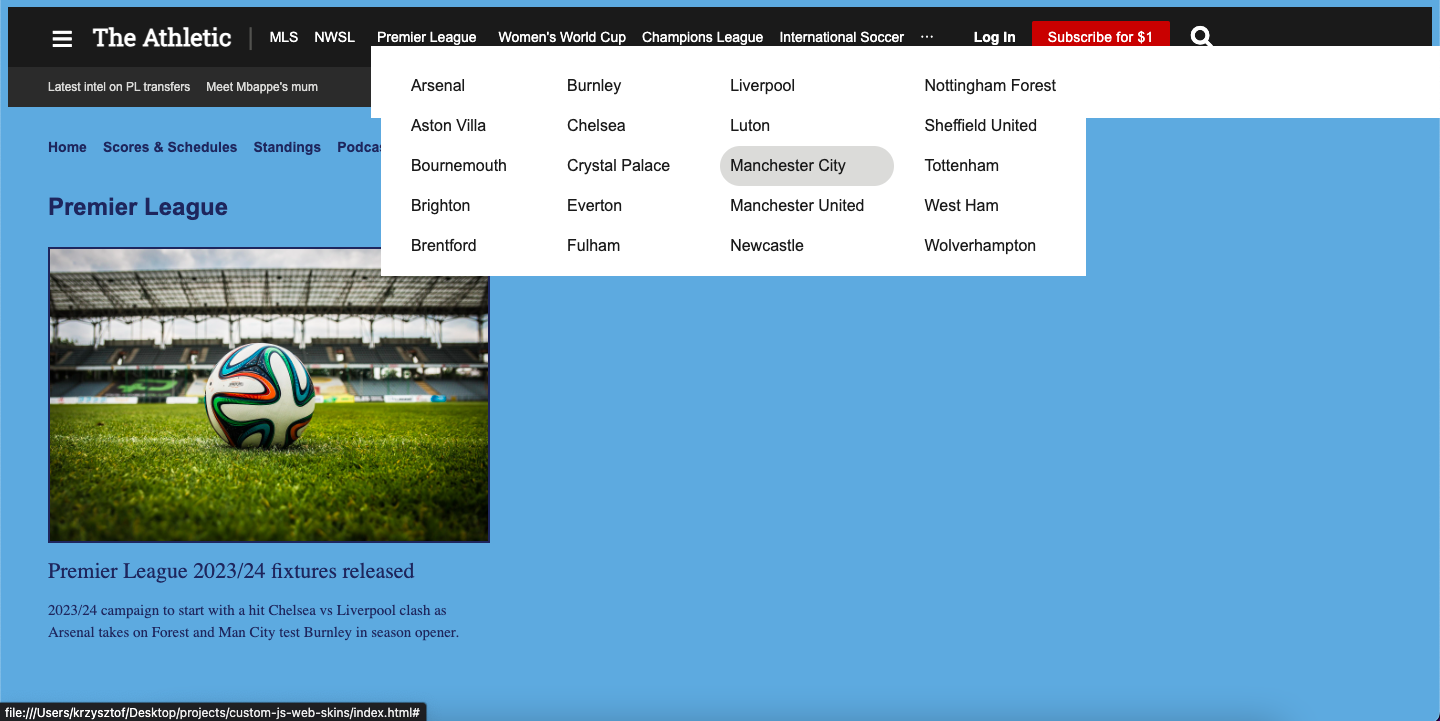 The Athletic | MLS NWSL Premier League Women's World Cup Champions League International Soccer ··· Log In Subscribe for $1
Latest intel on PL transfers Meet Mbappe's mum
Arsenal Burnley Liverpool Nottingham Forest
Aston Villa Chelsea Luton Sheffield United
Home Scores & Schedules Standings
Bournemouth Crystal Palace Manchester City Tottenham
Brighton Everton Manchester United West Ham
Brentford Fulham Newcastle Wolverhampton
Premier League
Premier League 2023/24 fixtures released
2023/24 campaign to start with a hit Chelsea vs Liverpool clash as
Arsenal takes on Forest and Man City test Burnley in season opener.
file:///Users/krzysztof/Desktop/projects/custom-js-web-skins/index.html#